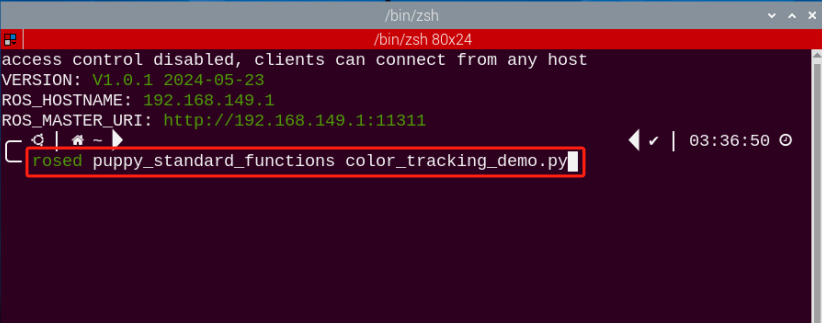 /bin/zsh
/bin/zsh 80x24
access control disabled, clients can connect from any host
VERSION: V1.0.1 2024-05-23
ROS_HOSTNAME: 192.168.149.1
ROS_MASTER_URI: http://192.168.149.1:11311
~ ✔ 03:36:50
rosed puppy_standard_functions color_tracking_demo.py